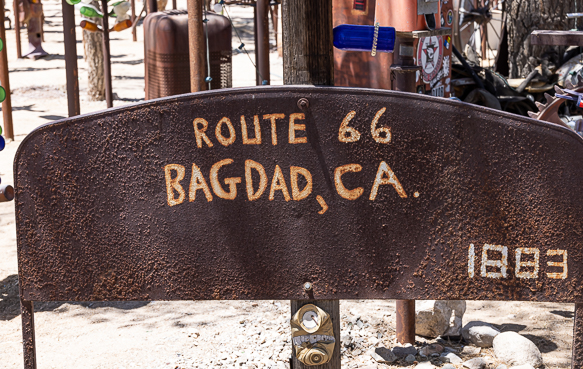 ROUTE 66
BAGDAD, CA.
1883